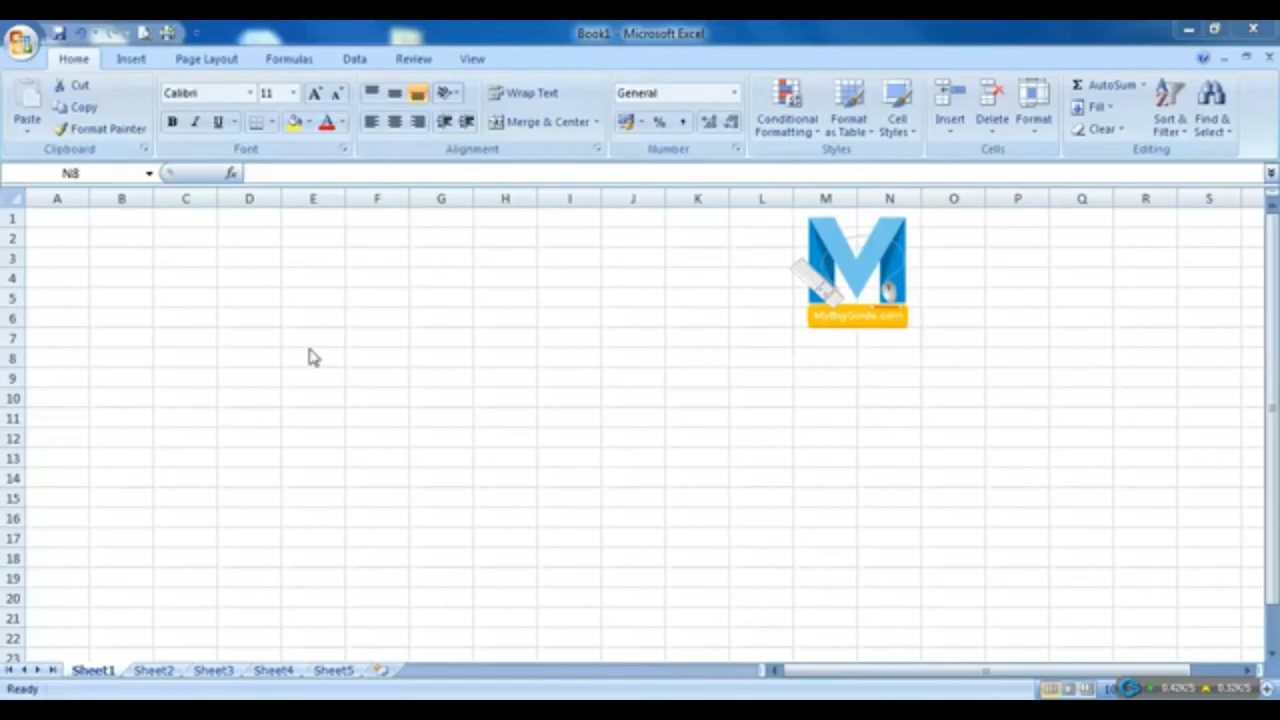 Book1 - Microsoft Excel
Home Insert Page Layout Formulas Data Review View
Paste
Cut
Copy
Format Painter
Clipboard
Calibri 11
B I U
Font
Wrap Text
Merge & Center
Alignment
General
%
Number
Conditional Formatting
Format as Table
Cell Styles
Styles
Insert Delete Format
Cells
Σ AutoSum
Fill
Clear
Sort & Filter
Find & Select
Editing
N8 fx
A B C D E F G H I J K L M N O P Q R S
1
2
3
4
5
6
7
8
9
10
11
12
13
14
15
16
17
18
19
20
21
22
23
MyBigGuide.com
Sheet1 Sheet2 Sheet3 Sheet4 Sheet5
Ready